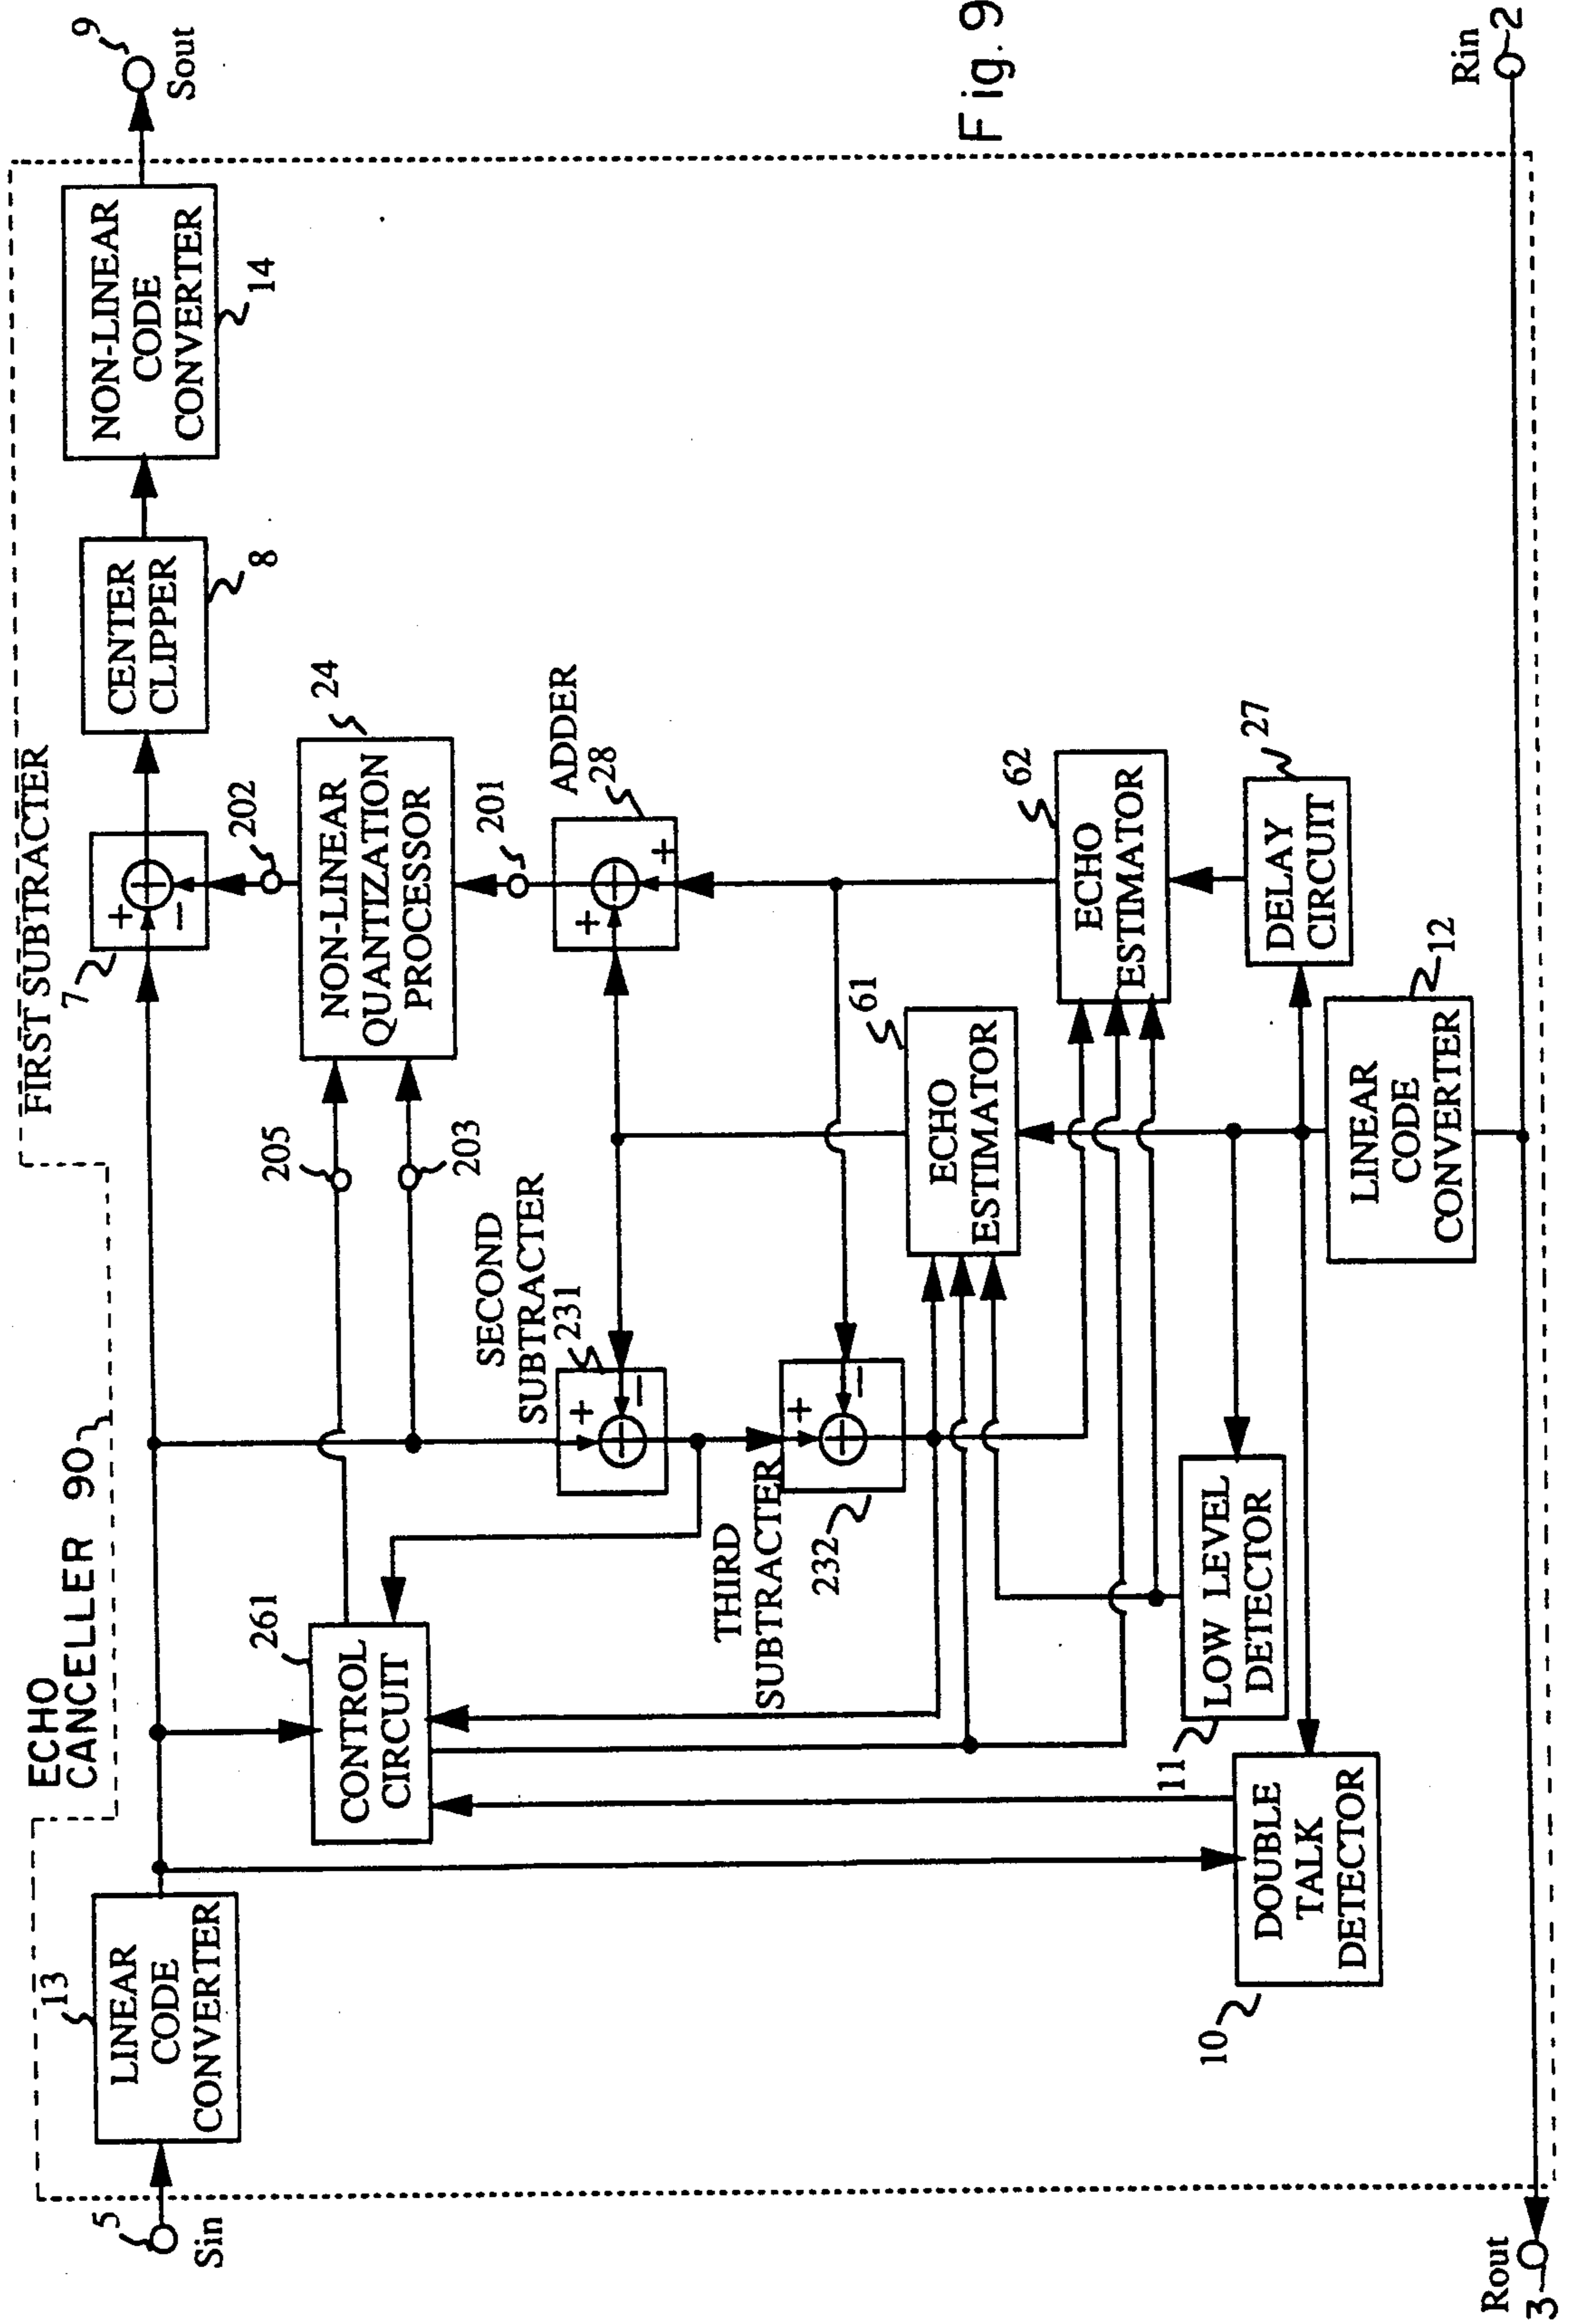 Fig. 9
ECHO
CANCELLER 90
5
Sin
13
LINEAR
CODE
CONVERTER
FIRST SUBTRACTER
7
+
−
CENTER
CLIPPER
8
NON-LINEAR
CODE
CONVERTER
14
9
Sout
261
CONTROL
CIRCUIT
205
203
NON-LINEAR
QUANTIZATION
PROCESSOR
24
202
201
SECOND
SUBTRACTER
231
+
−
ADDER
28
+
+
THIRD
SUBTRACTER
232
+
−
61
ECHO
ESTIMATOR
62
ECHO
ESTIMATOR
11
LOW LEVEL
DETECTOR
DELAY
CIRCUIT
27
10
DOUBLE
TALK
DETECTOR
LINEAR
CODE
CONVERTER
12
Rout
3
Rin
2